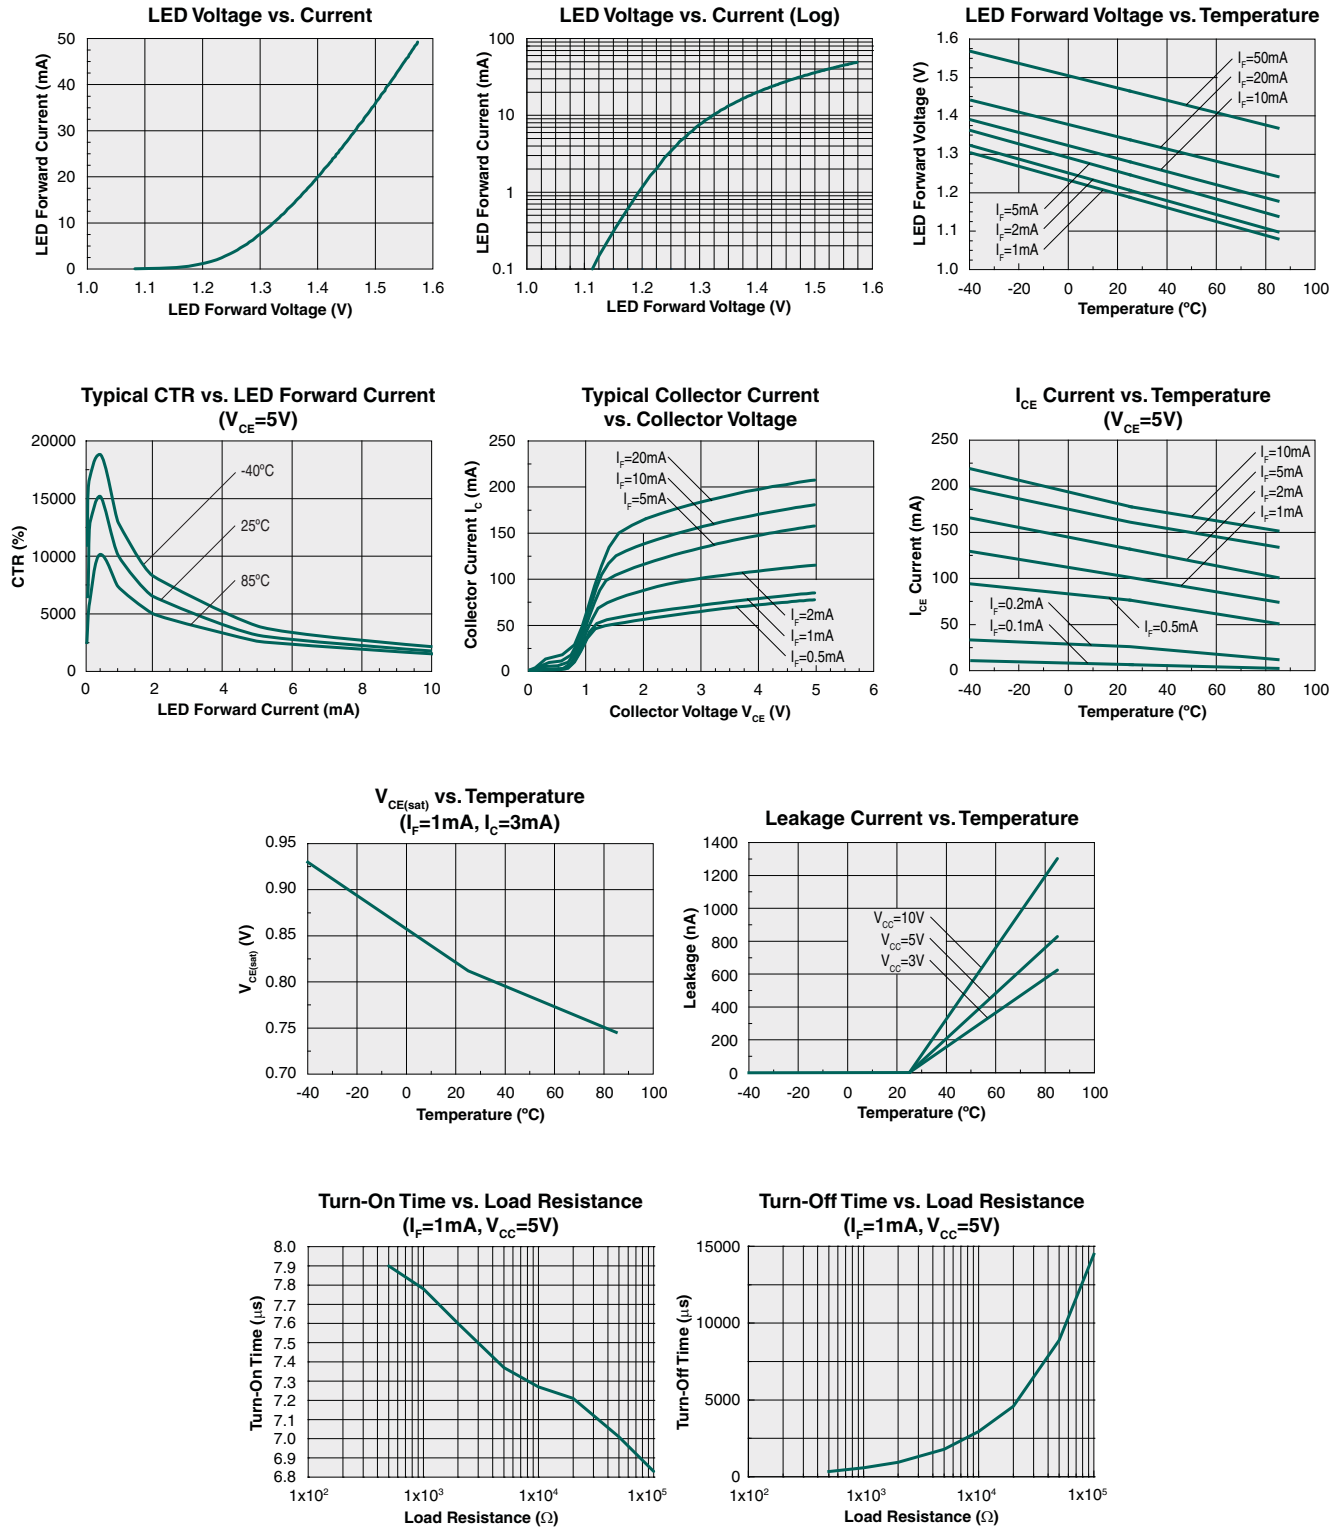 LED Voltage vs. Current
LED Forward Current (mA)
50
40
30
20
10
0
1.0 1.1 1.2 1.3 1.4 1.5 1.6
LED Forward Voltage (V)
LED Voltage vs. Current (Log)
LED Forward Current (mA)
100
10
1
0.1
1.0 1.1 1.2 1.3 1.4 1.5 1.6
LED Forward Voltage (V)
LED Forward Voltage vs. Temperature
LED Forward Voltage (V)
1.6
1.5
1.4
1.3
1.2
1.1
1.0
IF=50mA
IF=20mA
IF=10mA
IF=5mA
IF=2mA
IF=1mA
-40 -20 0 20 40 60 80 100
Temperature (ºC)
Typical CTR vs. LED Forward Current
(VCE=5V)
CTR (%)
20000
15000
10000
5000
0
-40ºC
25ºC
85ºC
0 2 4 6 8 10
LED Forward Current (mA)
Typical Collector Current
vs. Collector Voltage
Collector Current IC (mA)
250
200
150
100
50
0
IF=20mA
IF=10mA
IF=5mA
IF=2mA
IF=1mA
IF=0.5mA
0 1 2 3 4 5 6
Collector Voltage VCE (V)
ICE Current vs. Temperature
(VCE=5V)
ICE Current (mA)
250
200
150
100
50
0
IF=10mA
IF=5mA
IF=2mA
IF=1mA
IF=0.2mA
IF=0.1mA
IF=0.5mA
-40 -20 0 20 40 60 80 100
Temperature (ºC)
VCE(sat) vs. Temperature
(IF=1mA, IC=3mA)
VCE(sat) (V)
0.95
0.90
0.85
0.80
0.75
0.70
-40 -20 0 20 40 60 80 100
Temperature (ºC)
Leakage Current vs. Temperature
Leakage (nA)
1400
1200
1000
800
600
400
200
0
VCC=10V
VCC=5V
VCC=3V
-40 -20 0 20 40 60 80 100
Temperature (ºC)
Turn-On Time vs. Load Resistance
(IF=1mA, VCC=5V)
Turn-On Time (μs)
8.0
7.9
7.8
7.7
7.6
7.5
7.4
7.3
7.2
7.1
7.0
6.9
6.8
1x10² 1x10³ 1x10⁴ 1x10⁵
Load Resistance (Ω)
Turn-Off Time vs. Load Resistance
(IF=1mA, VCC=5V)
Turn-Off Time (μs)
15000
10000
5000
0
1x10² 1x10³ 1x10⁴ 1x10⁵
Load Resistance (Ω)